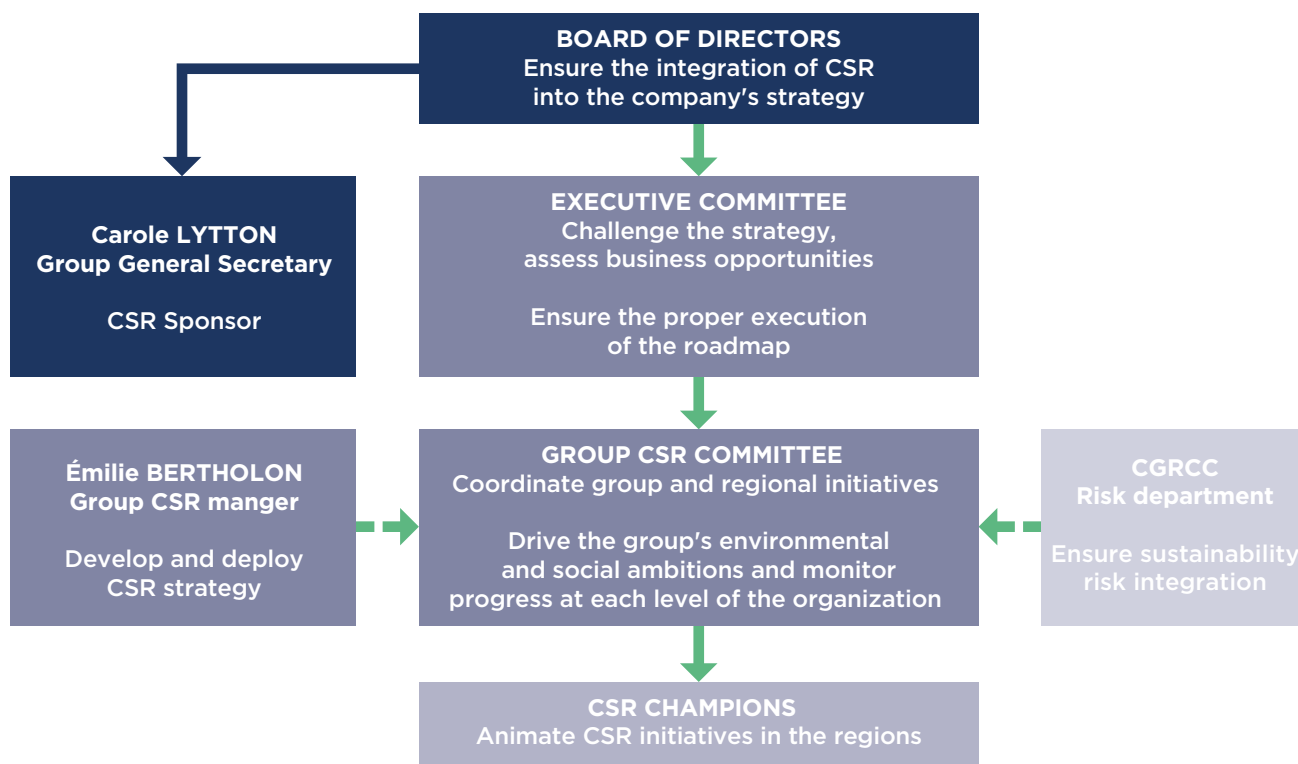 BOARD OF DIRECTORS
Ensure the integration of CSR
into the company's strategy
Carole LYTTON
Group General Secretary
CSR Sponsor
EXECUTIVE COMMITTEE
Challenge the strategy,
assess business opportunities
Ensure the proper execution
of the roadmap
Émilie BERTHOLON
Group CSR manger
Develop and deploy
CSR strategy
GROUP CSR COMMITTEE
Coordinate group and regional initiatives
Drive the group's environmental
and social ambitions and monitor
progress at each level of the organization
CGRCC
Risk department
Ensure sustainability
risk integration
CSR CHAMPIONS
Animate CSR initiatives in the regions